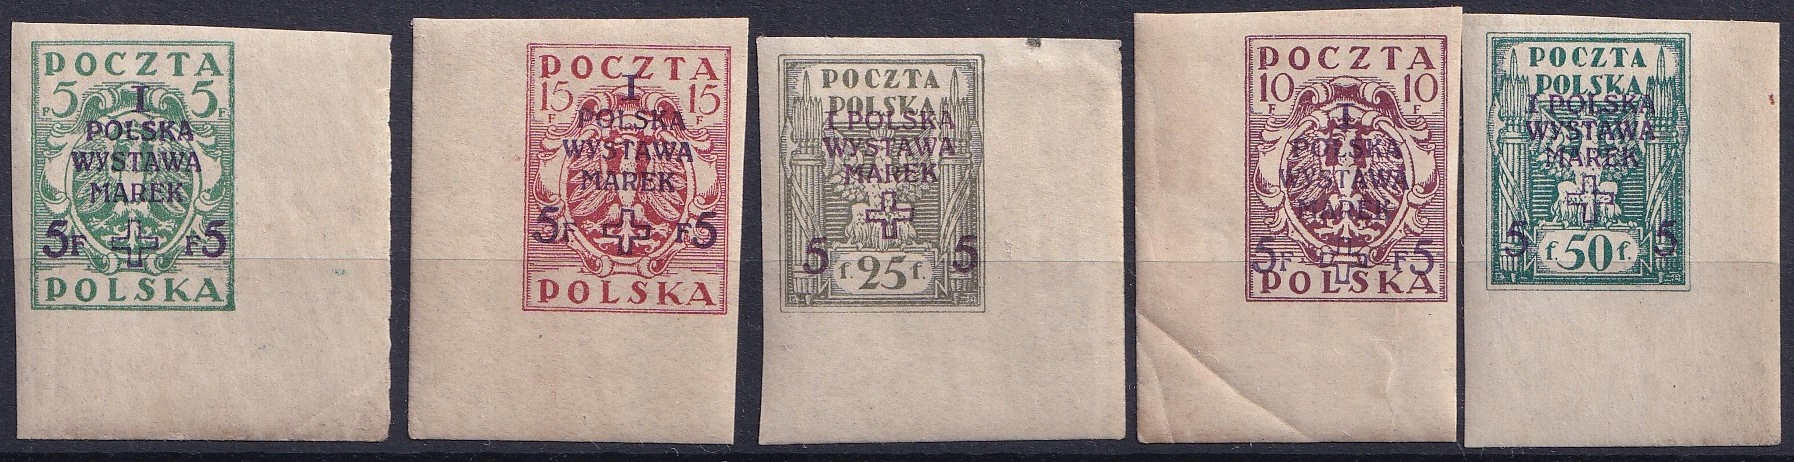 POCZTA
5F 5F
I
POLSKA
WYSTAWA
MAREK
5F F5
POLSKA
POCZTA
15 15
F F
I
POLSKA
WYSTAWA
MAREK
5F F5
POLSKA
POCZTA
POLSKA
I POLSKA
WYSTAWA
MAREK
5 5
f. 25 f.
POCZTA
10 10
F F
I
POLSKA
WYSTAWA
MAREK
5F F5
POLSKA
POCZTA
POLSKA
I POLSKA
WYSTAWA
MAREK
5 5
f. 50 f.